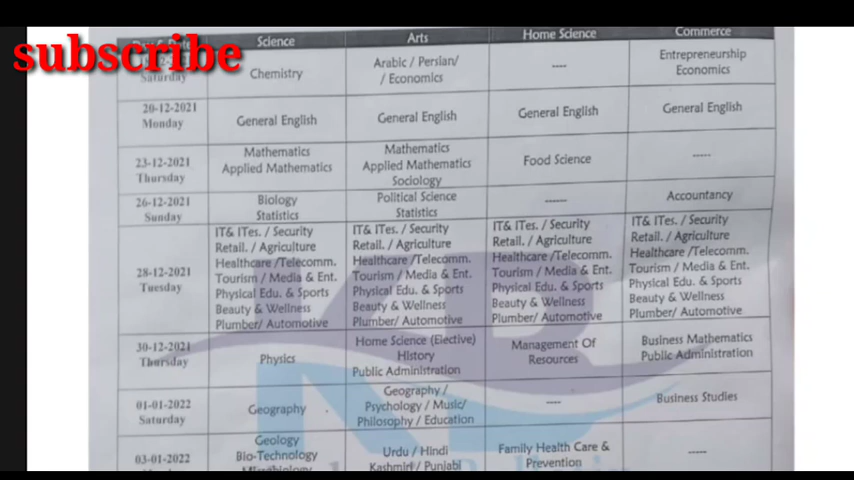 subscribe
Science
Arts
Home Science
Commerce
Saturday
Chemistry
Arabic / Persian/
/ Economics
----
Entrepreneurship
Economics
20-12-2021
Monday
General English
General English
General English
General English
23-12-2021
Thursday
Mathematics
Applied Mathematics
Mathematics
Applied Mathematics
Sociology
Food Science
-----
26-12-2021
Sunday
Biology
Statistics
Political Science
Statistics
------
Accountancy
28-12-2021
Tuesday
IT& ITes. / Security
Retail. / Agriculture
Healthcare /Telecomm.
Tourism / Media & Ent.
Physical Edu. & Sports
Beauty & Wellness
Plumber/ Automotive
IT& ITes. / Security
Retail. / Agriculture
Healthcare /Telecomm.
Tourism / Media & Ent.
Physical Edu. & Sports
Beauty & Wellness
Plumber/ Automotive
IT& ITes. / Security
Retail. / Agriculture
Healthcare /Telecomm.
Tourism / Media & Ent.
Physical Edu. & Sports
Beauty & Wellness
Plumber/ Automotive
IT& ITes. / Security
Retail. / Agriculture
Healthcare /Telecomm.
Tourism / Media & Ent.
Physical Edu. & Sports
Beauty & Wellness
Plumber/ Automotive
30-12-2021
Thursday
Physics
Home Science (Elective)
History
Public Administration
Management Of
Resources
Business Mathematics
Public Administration
01-01-2022
Saturday
Geography
Geography /
Psychology / Music/
Philosophy / Education
----
Business Studies
03-01-2022
Geology
Bio-Technology
Microbiology
Urdu / Hindi
Kashmiri / Punjabi
Family Health Care &
Prevention
-----